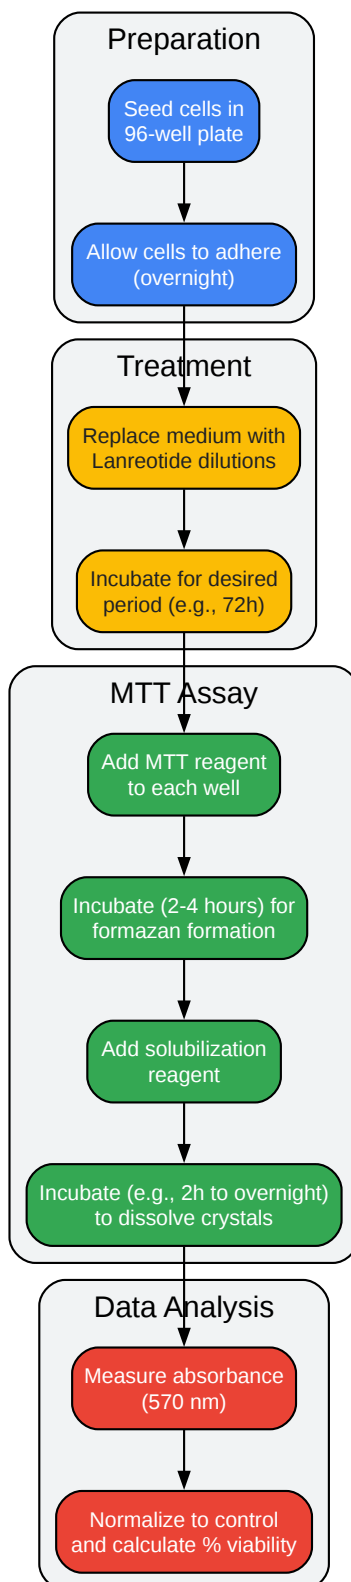 Preparation
Seed cells in
96-well plate
Allow cells to adhere
(overnight)
Treatment
Replace medium with
Lanreotide dilutions
Incubate for desired
period (e.g., 72h)
MTT Assay
Add MTT reagent
to each well
Incubate (2-4 hours) for
formazan formation
Add solubilization
reagent
Incubate (e.g., 2h to overnight)
to dissolve crystals
Data Analysis
Measure absorbance
(570 nm)
Normalize to control
and calculate % viability